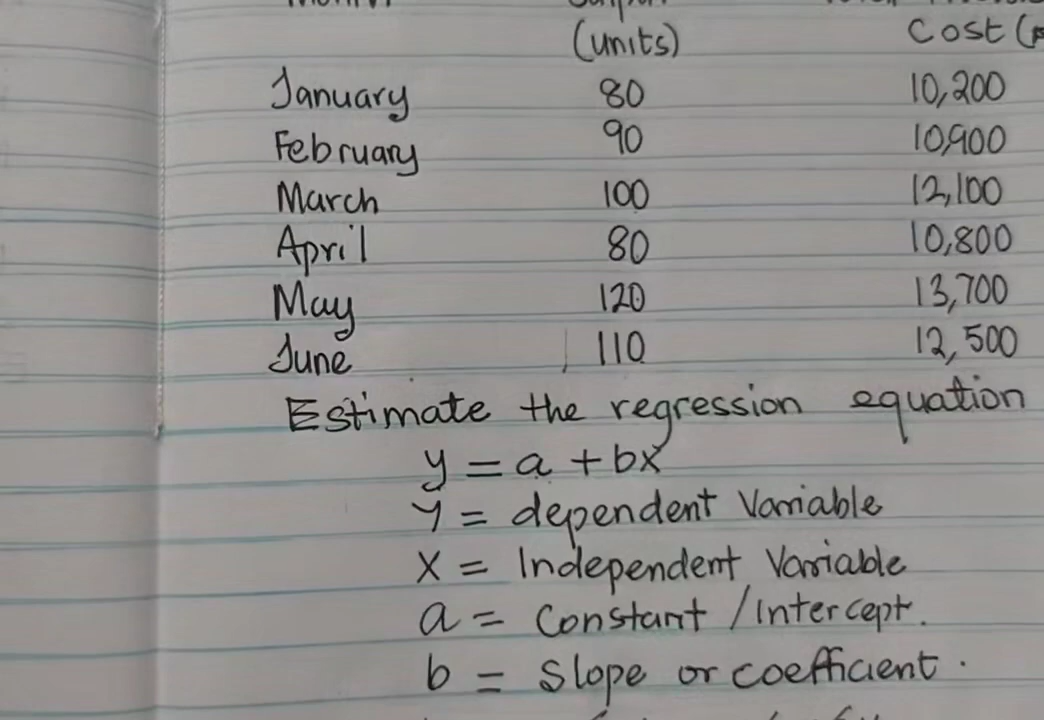 (units) Cost (
January 80 10,200
February 90 10,900
March 100 12,100
April 80 10,800
May 120 13,700
June 110 12,500
Estimate the regression equation
y = a + bx
Y = dependent Variable
X = Independent Variable
a = Constant / Intercept.
b = Slope or coefficient.